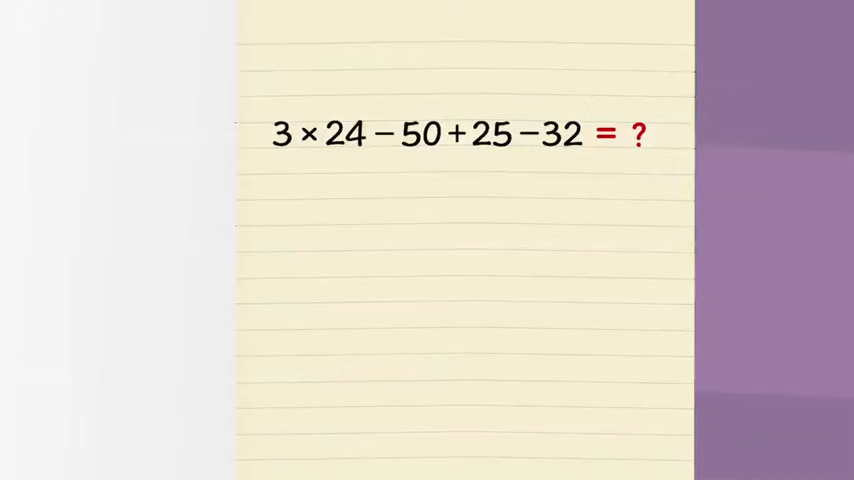 3 × 24 − 50 + 25 − 32 = ?